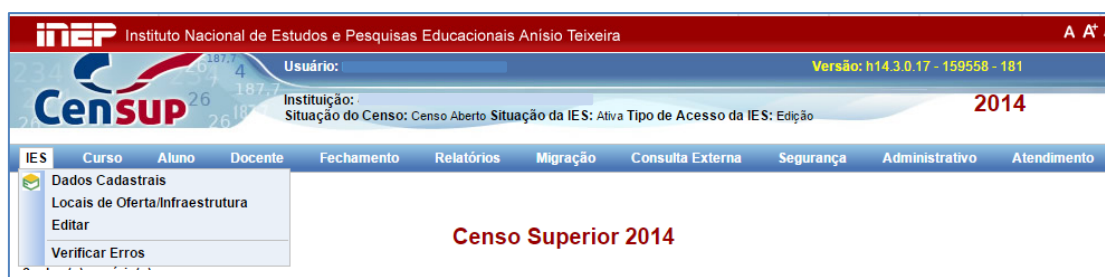 inep Instituto Nacional de Estudos e Pesquisas Educacionais Anísio Teixeira A A+
Censup
Usuário: Versão: h14.3.0.17 - 159558 - 181
Instituição: 2014
Situação do Censo: Censo Aberto Situação da IES: Ativa Tipo de Acesso da IES: Edição
IES Curso Aluno Docente Fechamento Relatórios Migração Consulta Externa Segurança Administrativo Atendimento
Dados Cadastrais
Locais de Oferta/Infraestrutura
Editar
Verificar Erros
Censo Superior 2014